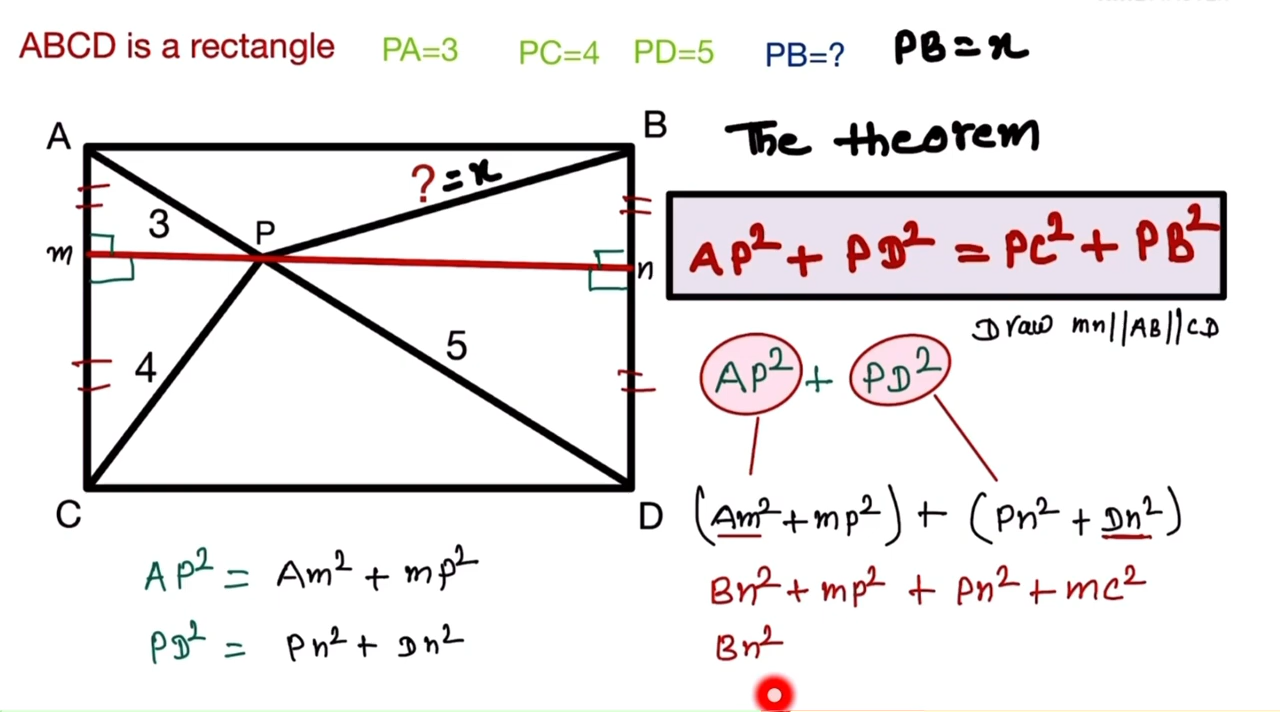 ABCD is a rectangle PA=3 PC=4 PD=5 PB=? PB=x
A
B
The theorem
?=x
3
P
m
n
AP²+PD²=PC²+PB²
Draw mn||AB||CD
4
5
AP²+PD²
C
D
(Am²+mp²)+(Pn²+Dn²)
AP²=Am²+mp²
Bn²+mp²+Pn²+mc²
PD²=Pn²+Dn²
Bn²